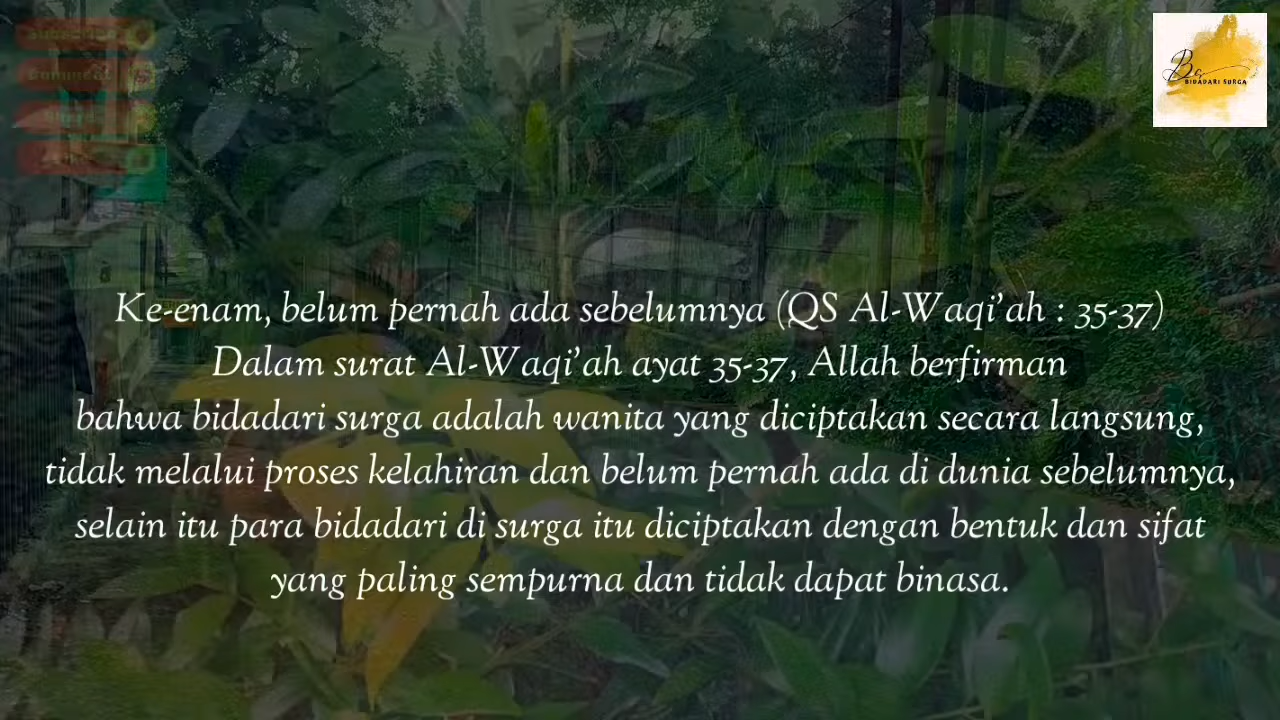 BIDADARI SURGA
Ke-enam, belum pernah ada sebelumnya (QS Al-Waqi'ah : 35-37)
Dalam surat Al-Waqi'ah ayat 35-37, Allah berfirman
bahwa bidadari surga adalah wanita yang diciptakan secara langsung,
tidak melalui proses kelahiran dan belum pernah ada di dunia sebelumnya,
selain itu para bidadari di surga itu diciptakan dengan bentuk dan sifat
yang paling sempurna dan tidak dapat binasa.